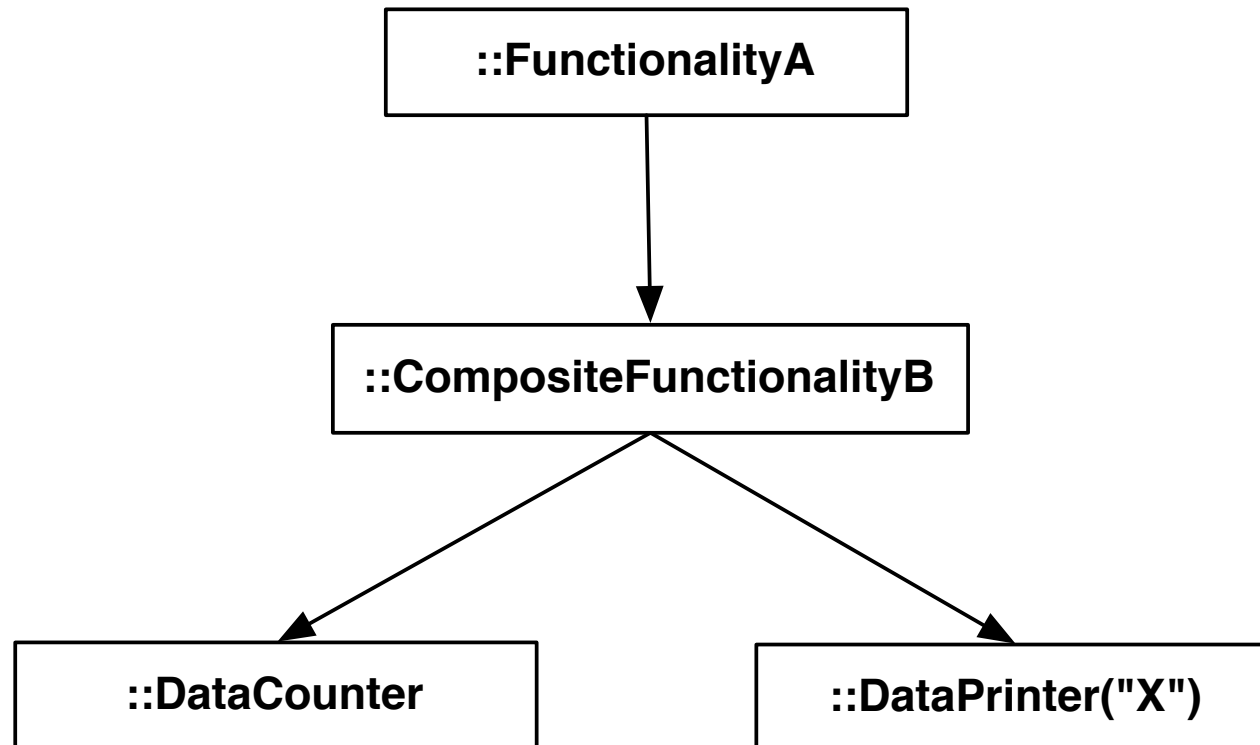 ::FunctionalityA
::CompositeFunctionalityB
::DataCounter
::DataPrinter("X")